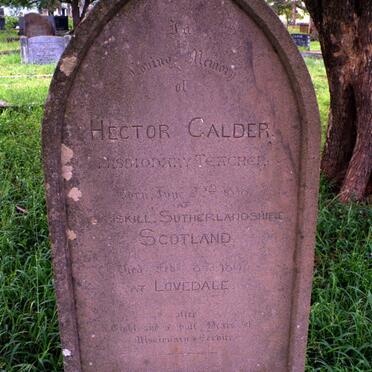 In
Loving Memory
of
HECTOR CALDER
MISSIONARY TEACHER
Born June
AT
SUTHERLANDSHIRE
SCOTLAND
Died
AT LOVEDALE
after
Eight and a half Years of
Missionary Service